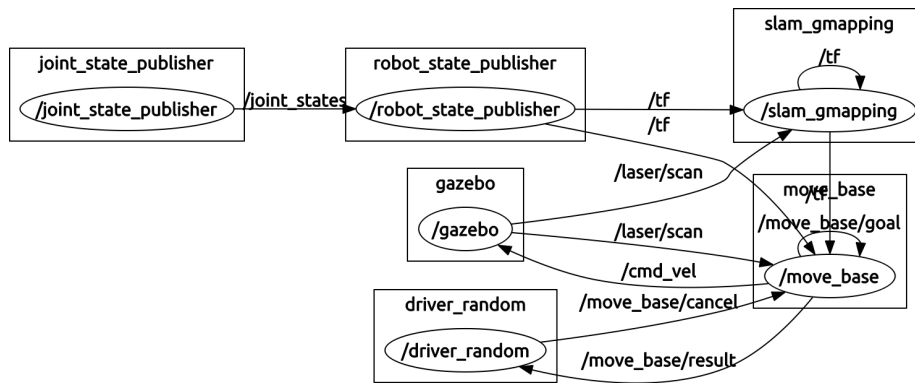 slam_gmapping
/tf
/slam_gmapping
joint_state_publisher
/joint_state_publisher
/joint_states
robot_state_publisher
/robot_state_publisher
/tf
/tf
/laser/scan
gazebo
/gazebo
/laser/scan
/cmd_vel
move_base
/tf
/move_base/goal
/move_base
driver_random
/driver_random
/move_base/cancel
/move_base/result